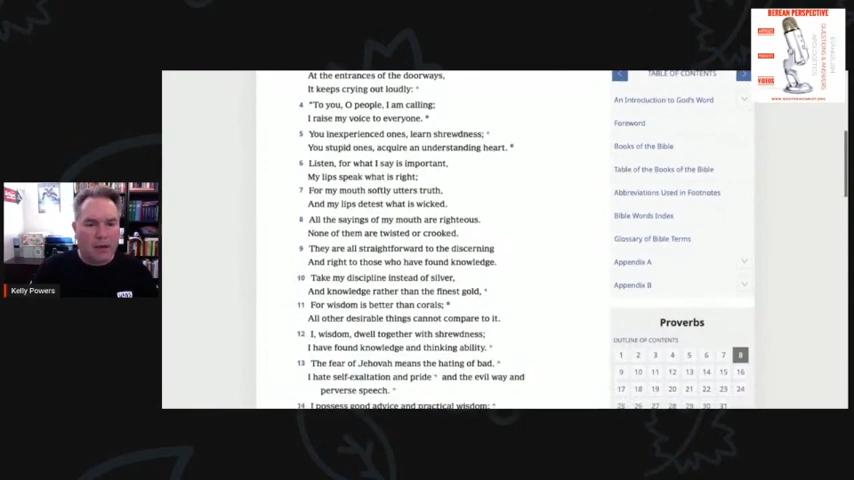 BEREAN PERSPECTIVE
APOLOGETICS
QUESTIONS & ANSWERS
EVANGELISM
VIDEOS
At the entrances of the doorways,
It keeps crying out loudly: *
4 “To you, O people, I am calling;
I raise my voice to everyone. *
5 You inexperienced ones, learn shrewdness; *
You stupid ones, acquire an understanding heart. *
6 Listen, for what I say is important,
My lips speak what is right;
7 For my mouth softly utters truth,
And my lips detest what is wicked.
8 All the sayings of my mouth are righteous.
None of them are twisted or crooked.
9 They are all straightforward to the discerning
And right to those who have found knowledge.
10 Take my discipline instead of silver,
And knowledge rather than the finest gold, *
11 For wisdom is better than corals; *
All other desirable things cannot compare to it.
12 I, wisdom, dwell together with shrewdness;
I have found knowledge and thinking ability. *
13 The fear of Jehovah means the hating of bad. *
I hate self-exaltation and pride * and the evil way and
perverse speech. *
14 I possess good advice and practical wisdom; *
TABLE OF CONTENTS
An Introduction to God's Word
Foreword
Books of the Bible
Table of the Books of the Bible
Abbreviations Used in Footnotes
Bible Words Index
Glossary of Bible Terms
Appendix A
Appendix B
Proverbs
OUTLINE OF CONTENTS
1 2 3 4 5 6 7 8
9 10 11 12 13 14 15 16
17 18 19 20 21 22 23 24
25 26 27 28 29 30 31
Kelly Powers